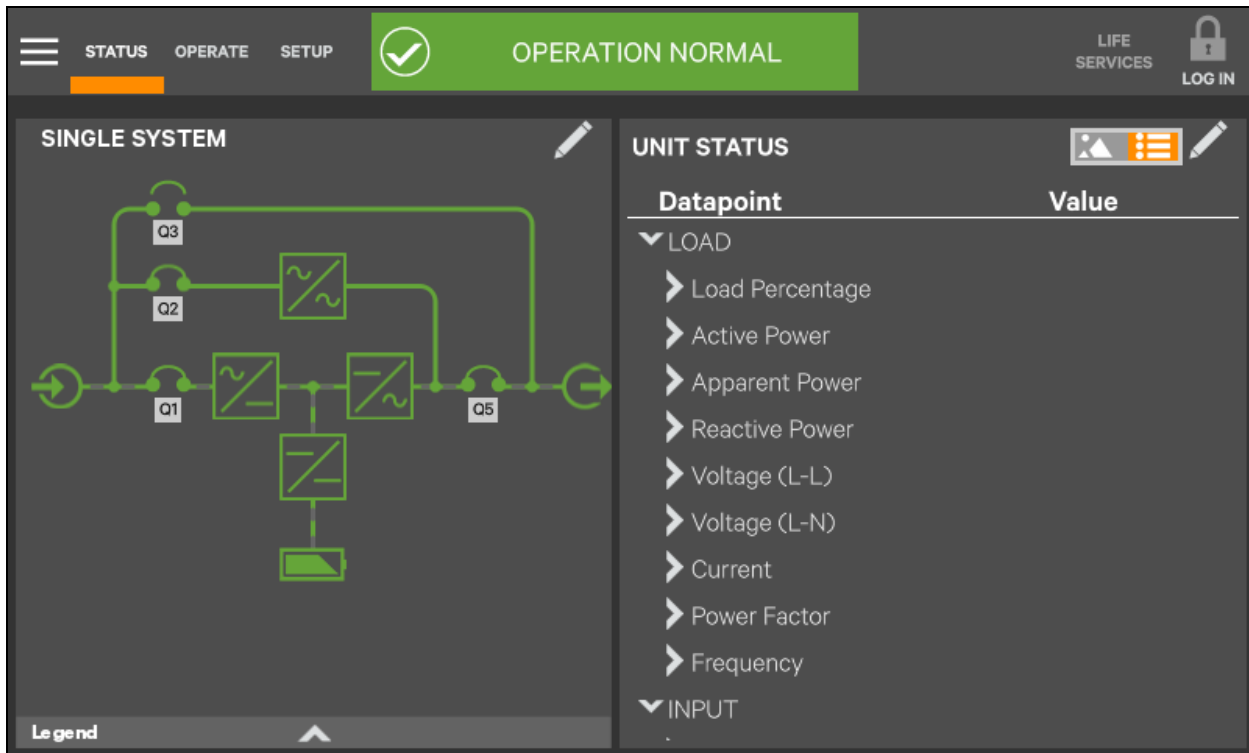 STATUS OPERATE SETUP OPERATION NORMAL LIFE SERVICES LOG IN
SINGLE SYSTEM
Q3
Q2
Q1 Q5
Legend
UNIT STATUS
Datapoint Value
LOAD
Load Percentage
Active Power
Apparent Power
Reactive Power
Voltage (L-L)
Voltage (L-N)
Current
Power Factor
Frequency
INPUT